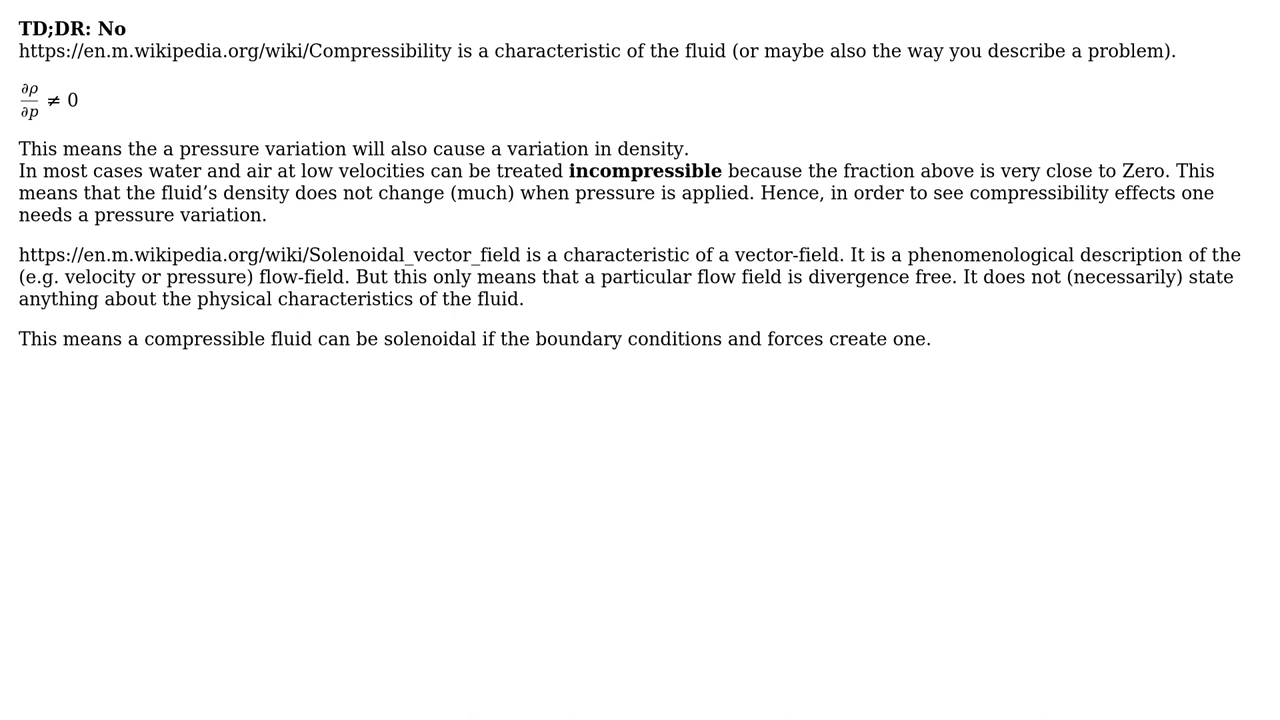 TD;DR: No
https://en.m.wikipedia.org/wiki/Compressibility is a characteristic of the fluid (or maybe also the way you describe a problem).
∂ρ/∂p ≠ 0
This means the a pressure variation will also cause a variation in density.
In most cases water and air at low velocities can be treated incompressible because the fraction above is very close to Zero. This
means that the fluid’s density does not change (much) when pressure is applied. Hence, in order to see compressibility effects one
needs a pressure variation.
https://en.m.wikipedia.org/wiki/Solenoidal_vector_field is a characteristic of a vector-field. It is a phenomenological description of the
(e.g. velocity or pressure) flow-field. But this only means that a particular flow field is divergence free. It does not (necessarily) state
anything about the physical characteristics of the fluid.
This means a compressible fluid can be solenoidal if the boundary conditions and forces create one.